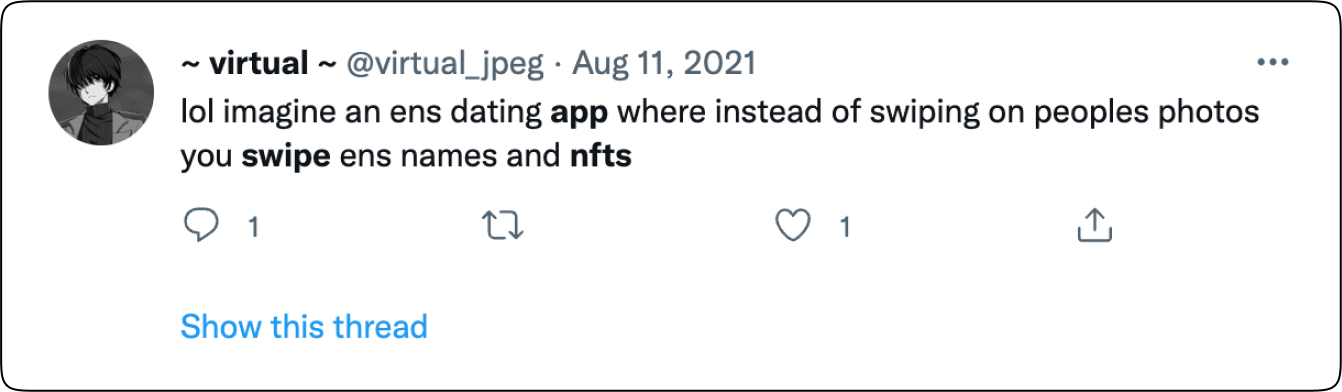 ~ virtual ~ @virtual_jpeg · Aug 11, 2021
lol imagine an ens dating app where instead of swiping on peoples photos
you swipe ens names and nfts
1 1
Show this thread